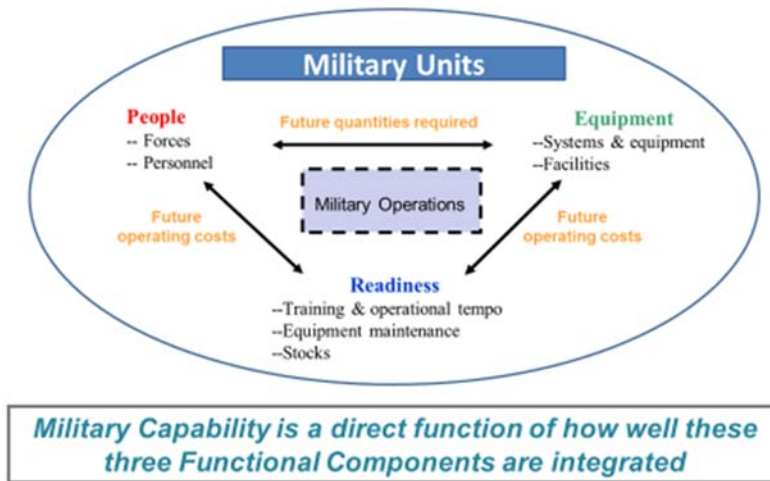 Military Units
People
-- Forces
-- Personnel
Future quantities required
Equipment
--Systems & equipment
--Facilities
Military Operations
Future
operating costs
Future
operating costs
Readiness
--Training & operational tempo
--Equipment maintenance
--Stocks
Military Capability is a direct function of how well these
three Functional Components are integrated